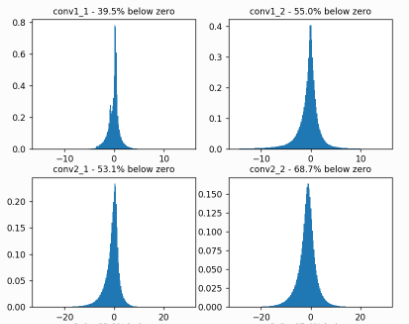 conv1_1 - 39.5% below zero
conv1_2 - 55.0% below zero
0.8
0.6
0.4
0.2
0.0
−10 0 10
0.4
0.3
0.2
0.1
0.0
−10 0 10
conv2_1 - 53.1% below zero
conv2_2 - 68.7% below zero
0.20
0.15
0.10
0.05
0.00
−20 0 20
0.150
0.125
0.100
0.075
0.050
0.025
0.000
−20 0 20